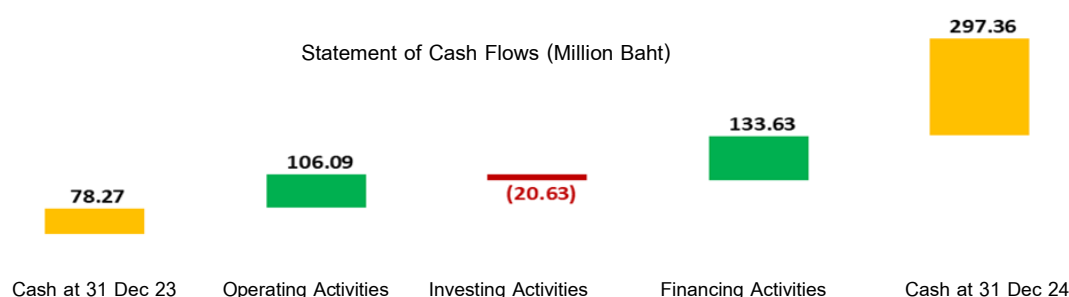 297.36
Statement of Cash Flows (Million Baht)
133.63
106.09
78.27
(20.63)
Cash at 31 Dec 23
Operating Activities
Investing Activities
Financing Activities
Cash at 31 Dec 24